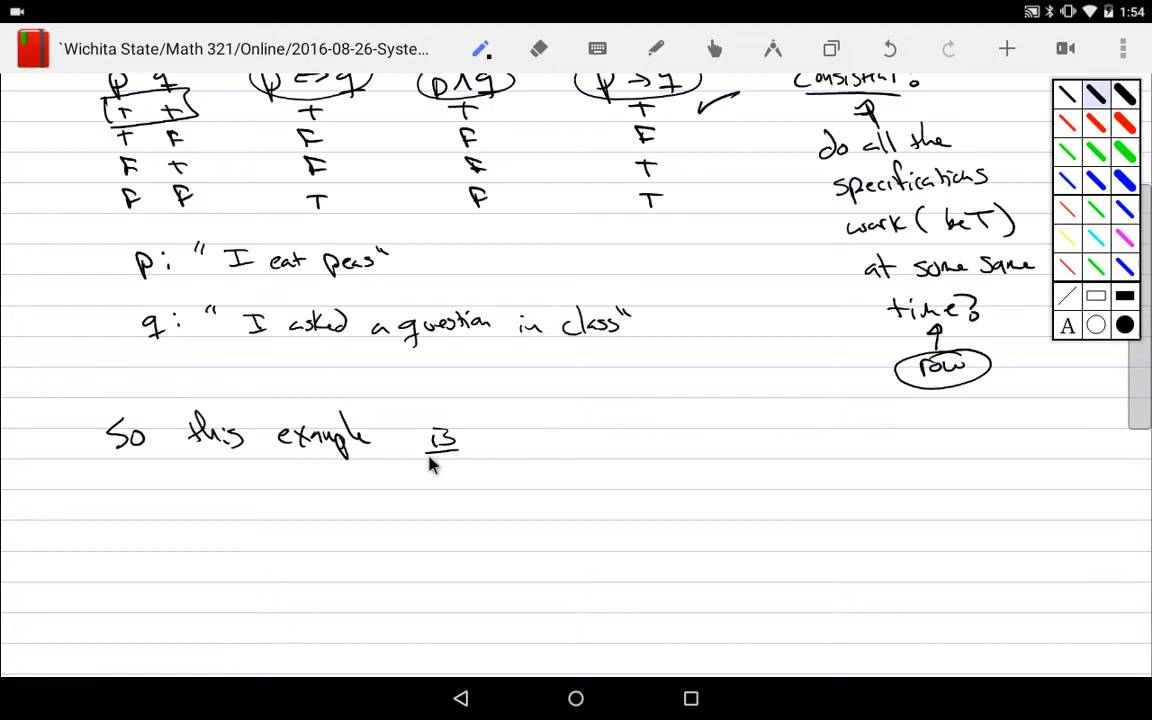 1:54
`Wichita State/Math 321/Online/2016-08-26-Syste...
p q p ↔ q p ∧ q p → q consistent?
T T T T T ✓
T F F F F
F T F F T
F F T F T
do all the
specifications
work ( be T )
at some same
time?
row
p: "I eat peas"
q: "I asked a question in class"
So this example is
A